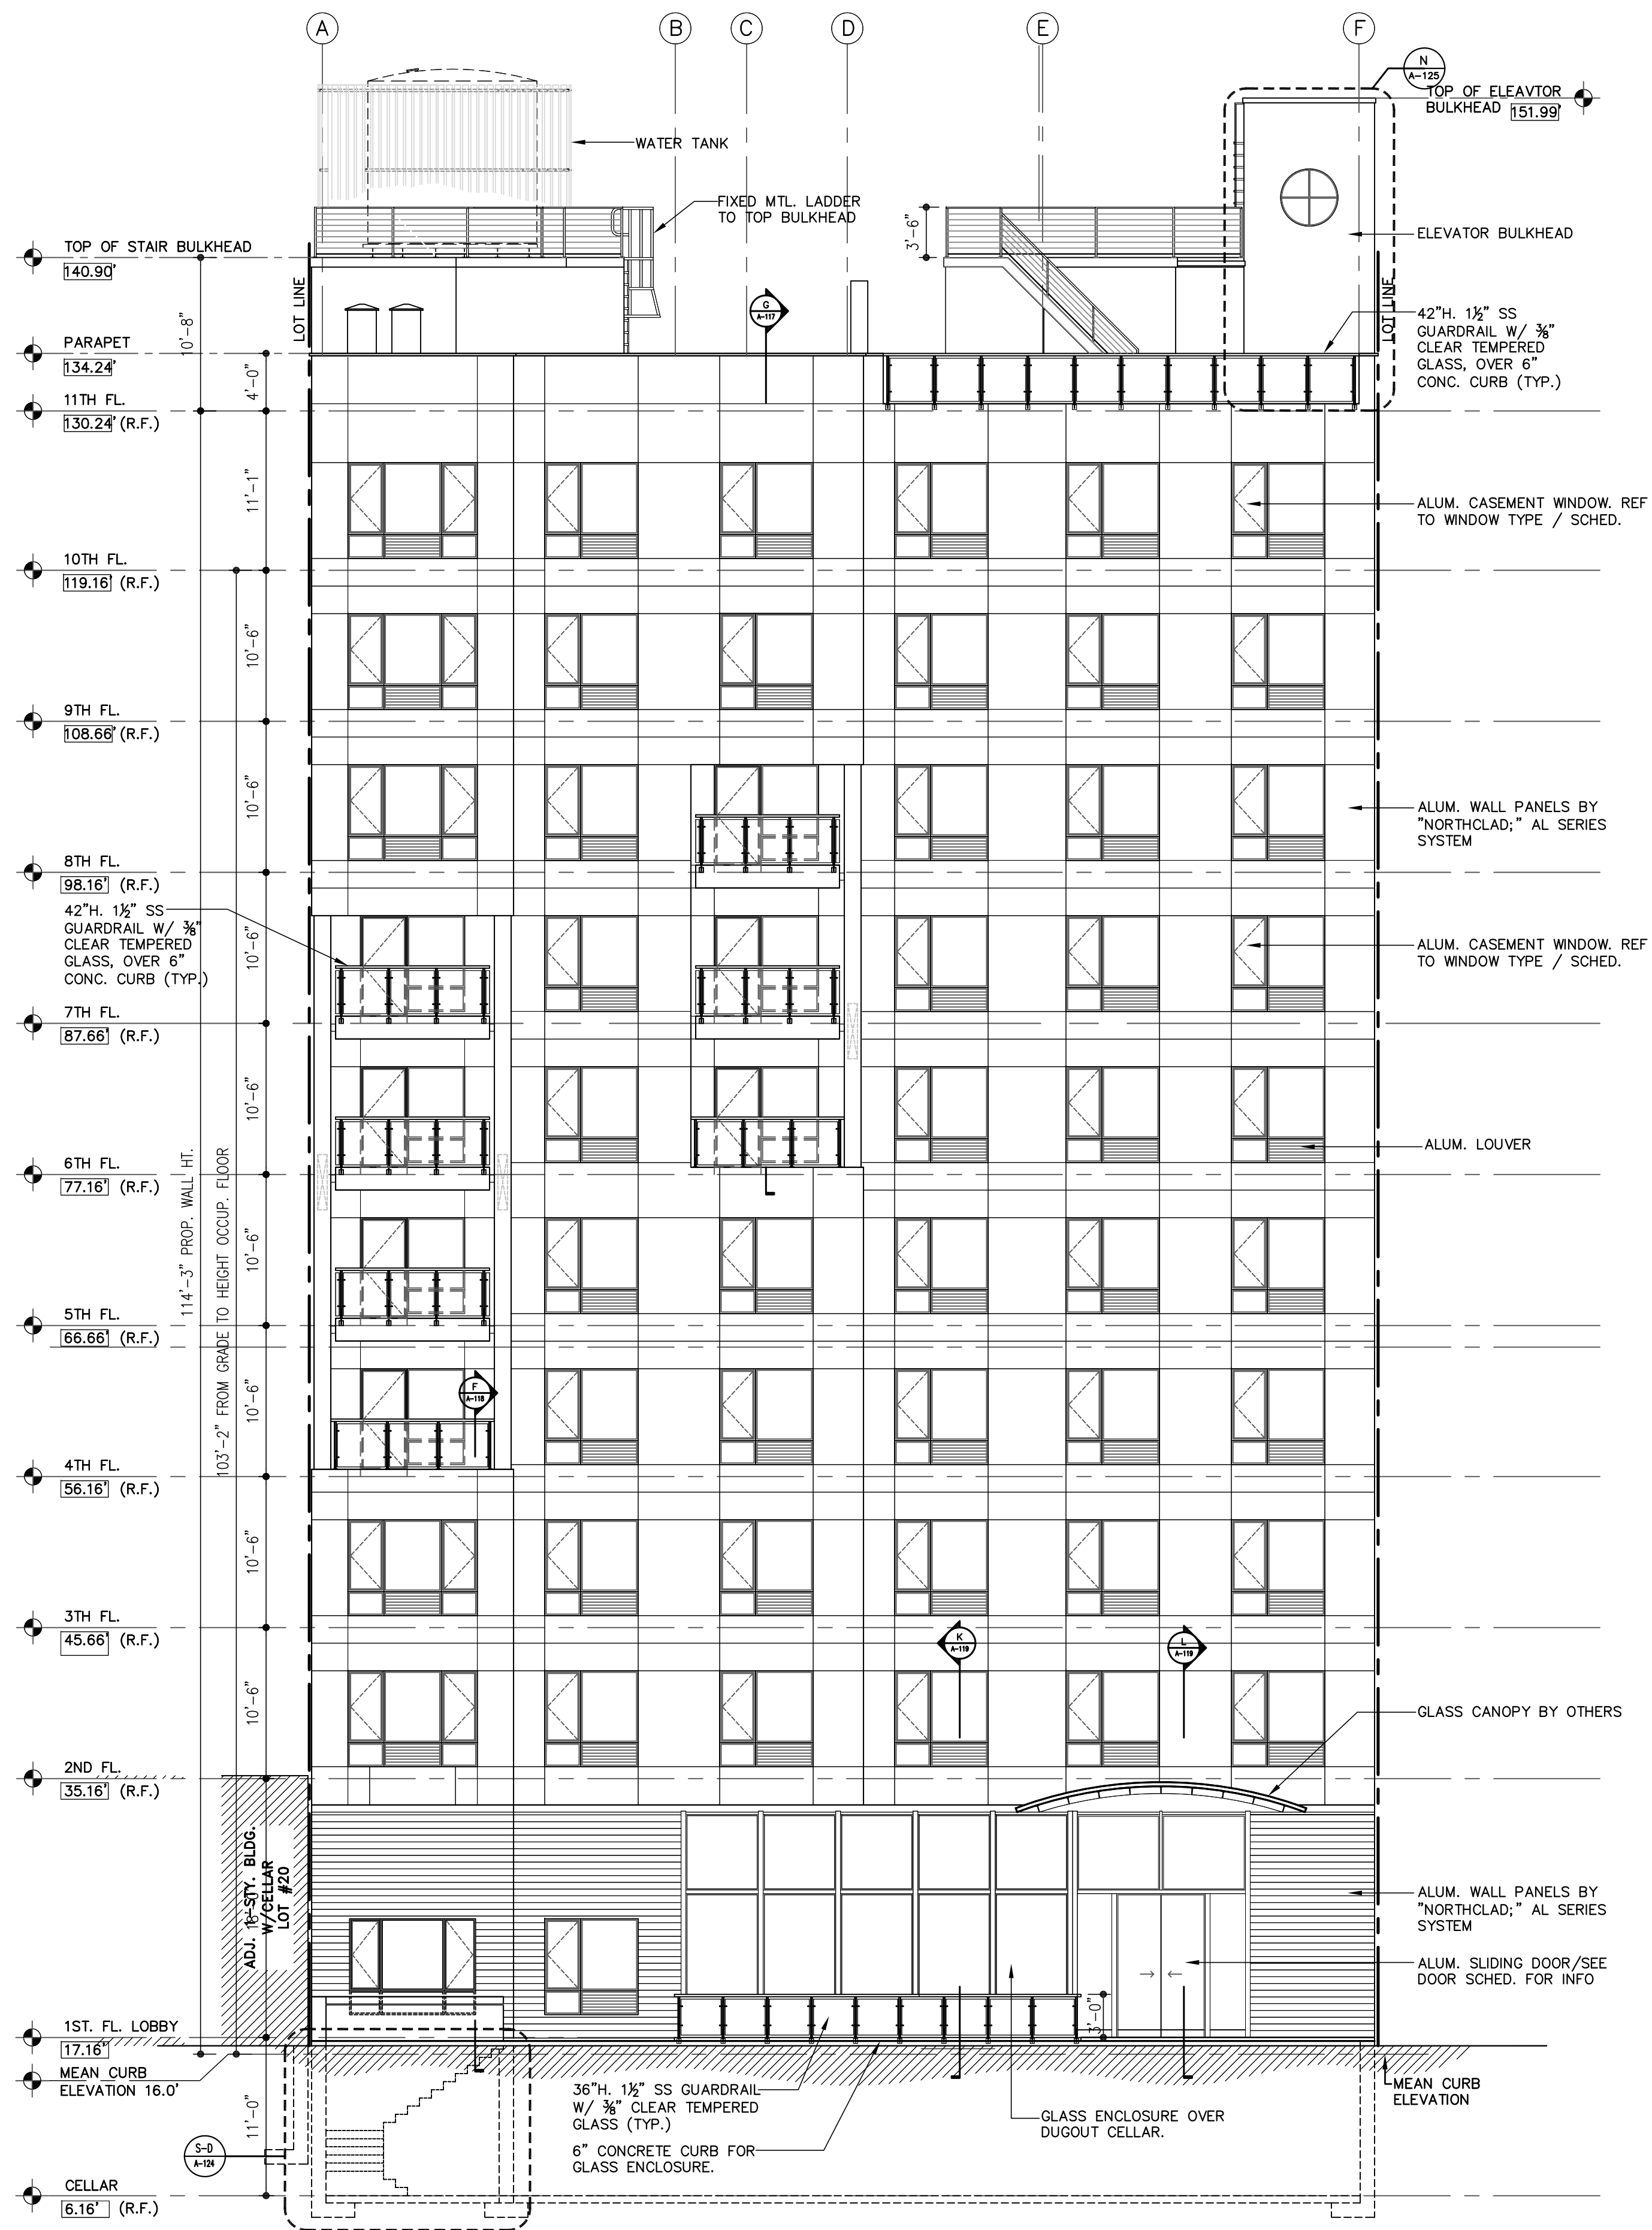 A
B
C
D
E
F
N
A-125
TOP OF ELEAVTOR
BULKHEAD 151.99'
WATER TANK
FIXED MTL. LADDER
TO TOP BULKHEAD
3'-6"
ELEVATOR BULKHEAD
TOP OF STAIR BULKHEAD
140.90'
LOT LINE
LOT LINE
10'-8"
G
A-117
42"H. 1½" SS
GUARDRAIL W/ ⅜"
CLEAR TEMPERED
GLASS, OVER 6"
CONC. CURB (TYP.)
PARAPET
134.24'
4'-0"
11TH FL.
130.24' (R.F.)
11'-1"
ALUM. CASEMENT WINDOW. REF
TO WINDOW TYPE / SCHED.
10TH FL.
119.16' (R.F.)
10'-6"
9TH FL.
108.66' (R.F.)
10'-6"
ALUM. WALL PANELS BY
"NORTHCLAD;" AL SERIES
SYSTEM
8TH FL.
98.16' (R.F.)
42"H. 1½" SS
GUARDRAIL W/ ⅜"
CLEAR TEMPERED
GLASS, OVER 6"
CONC. CURB (TYP.)
10'-6"
ALUM. CASEMENT WINDOW. REF
TO WINDOW TYPE / SCHED.
7TH FL.
87.66' (R.F.)
10'-6"
ALUM. LOUVER
6TH FL.
77.16' (R.F.)
114'-3" PROP. WALL HT.
103'-2" FROM GRADE TO HEIGHT OCCUP. FLOOR
10'-6"
5TH FL.
66.66' (R.F.)
10'-6"
F
A-118
4TH FL.
56.16' (R.F.)
10'-6"
3TH FL.
45.66' (R.F.)
K
A-119
L
A-119
10'-6"
GLASS CANOPY BY OTHERS
2ND FL.
35.16' (R.F.)
ADJ. 1-STY. BLDG.
W/CELLAR
LOT #20
ALUM. WALL PANELS BY
"NORTHCLAD;" AL SERIES
SYSTEM
ALUM. SLIDING DOOR/SEE
DOOR SCHED. FOR INFO
3'-0"
1ST. FL. LOBBY
17.16'
MEAN CURB
ELEVATION 16.0'
MEAN CURB
ELEVATION
36"H. 1½" SS GUARDRAIL
W/ ⅜" CLEAR TEMPERED
GLASS (TYP.)
GLASS ENCLOSURE OVER
DUGOUT CELLAR.
6" CONCRETE CURB FOR
GLASS ENCLOSURE.
11'-0"
S-D
A-124
CELLAR
6.16' (R.F.)